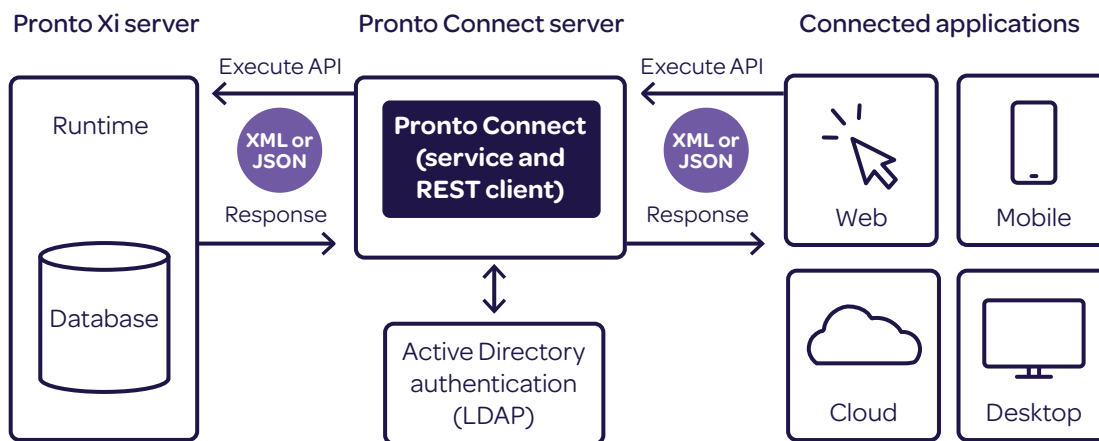 Pronto Xi server
Pronto Connect server
Connected applications
Runtime
Database
Execute API
XML or
JSON
Response
Pronto Connect
(service and
REST client)
Active Directory
authentication
(LDAP)
Execute API
XML or
JSON
Response
Web
Mobile
Cloud
Desktop